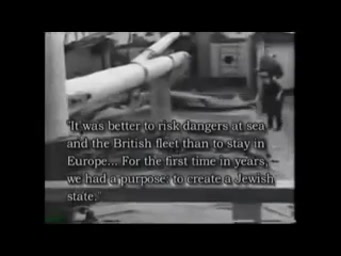 "It was better to risk dangers at sea
and the British fleet than to stay in
Europe... For the first time in years,
we had a purpose: to create a Jewish
state."